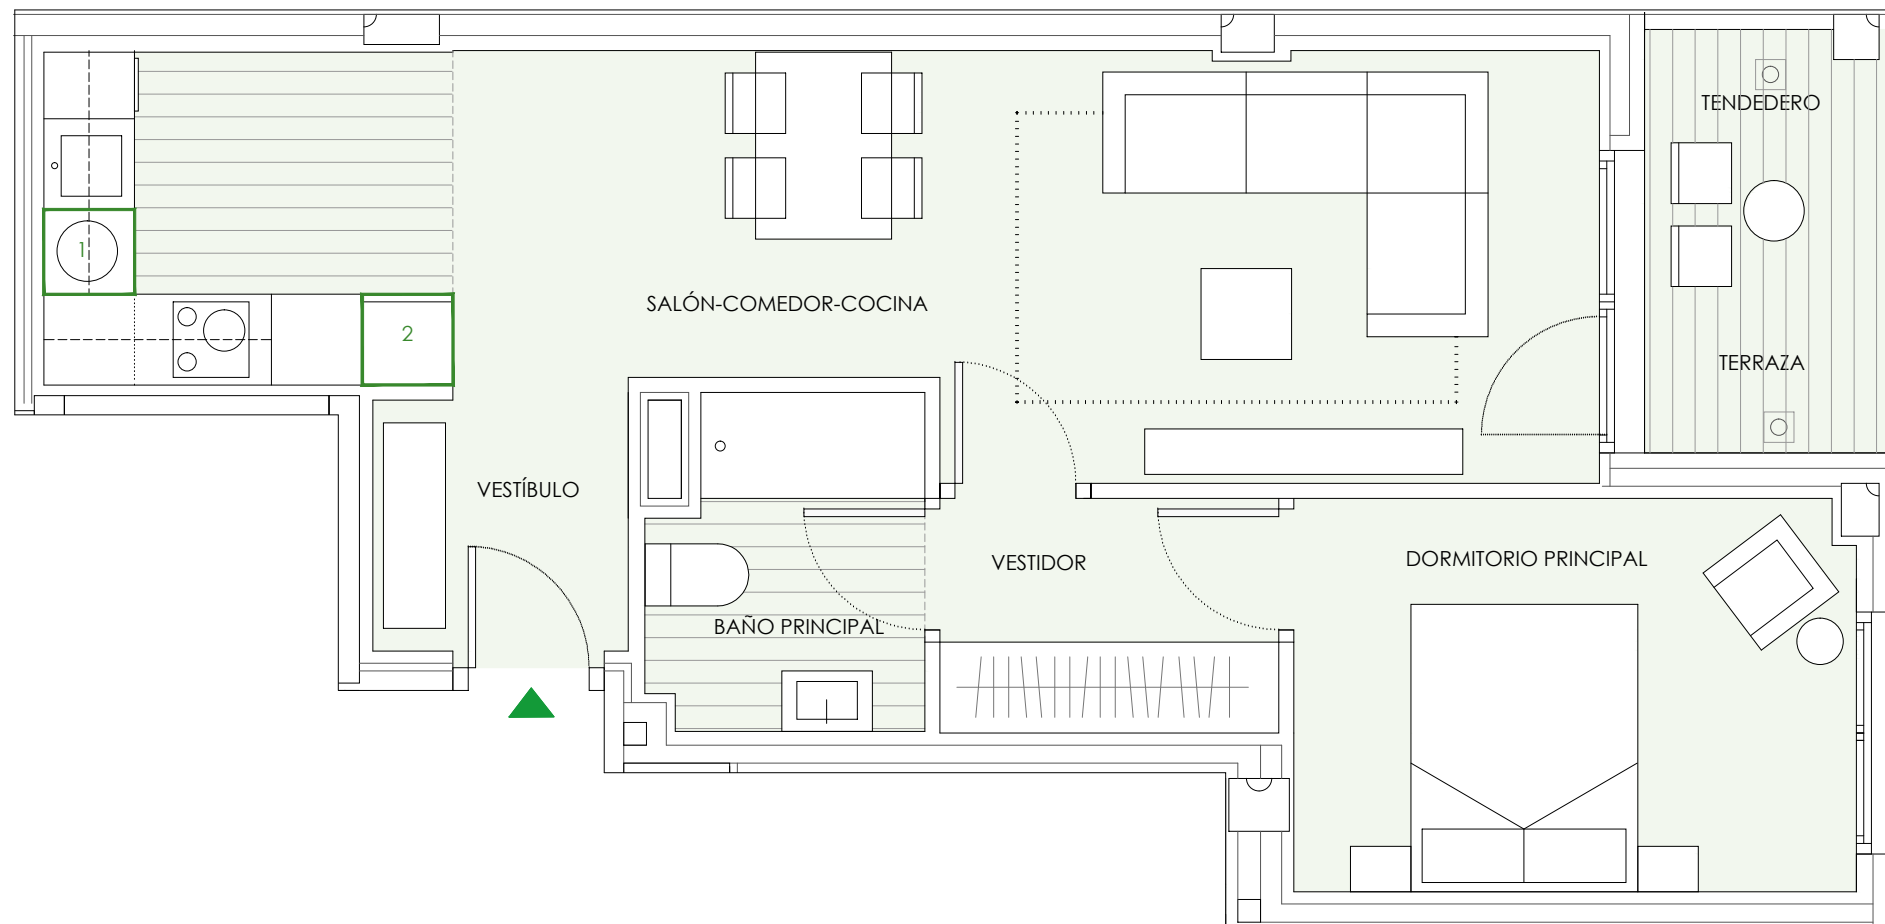 TENDEDERO
1
SALÓN-COMEDOR-COCINA
2
TERRAZA
VESTÍBULO
VESTIDOR
DORMITORIO PRINCIPAL
BAÑO PRINCIPAL